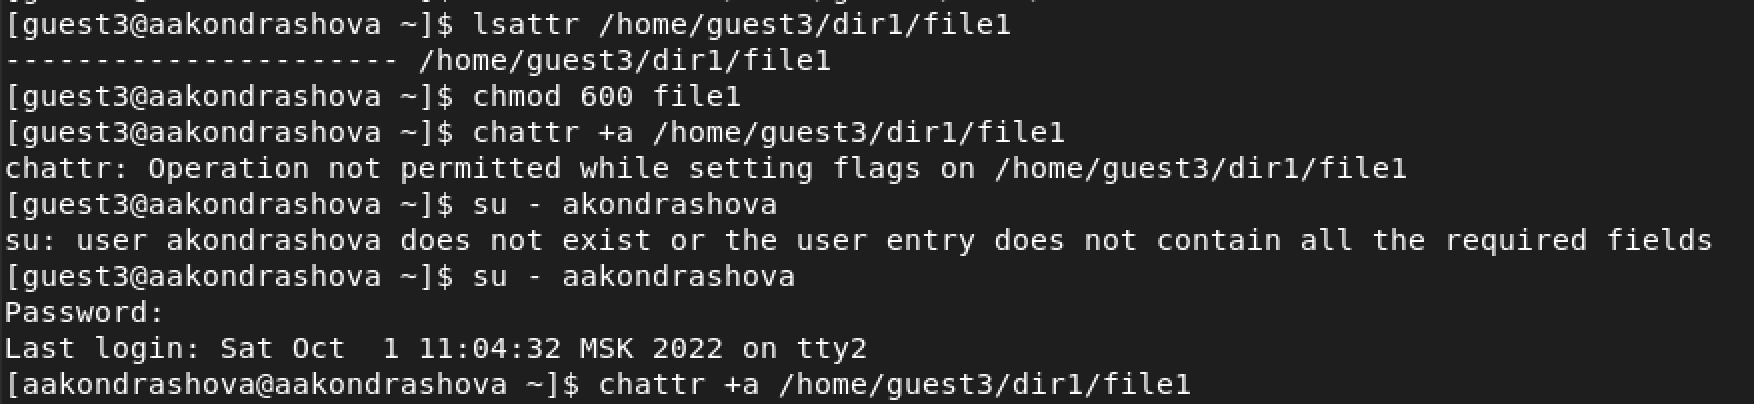 [guest3@aakondrashova ~]$ lsattr /home/guest3/dir1/file1
---------------------- /home/guest3/dir1/file1
[guest3@aakondrashova ~]$ chmod 600 file1
[guest3@aakondrashova ~]$ chattr +a /home/guest3/dir1/file1
chattr: Operation not permitted while setting flags on /home/guest3/dir1/file1
[guest3@aakondrashova ~]$ su - akondrashova
su: user akondrashova does not exist or the user entry does not contain all the required fields
[guest3@aakondrashova ~]$ su - aakondrashova
Password:
Last login: Sat Oct  1 11:04:32 MSK 2022 on tty2
[aakondrashova@aakondrashova ~]$ chattr +a /home/guest3/dir1/file1